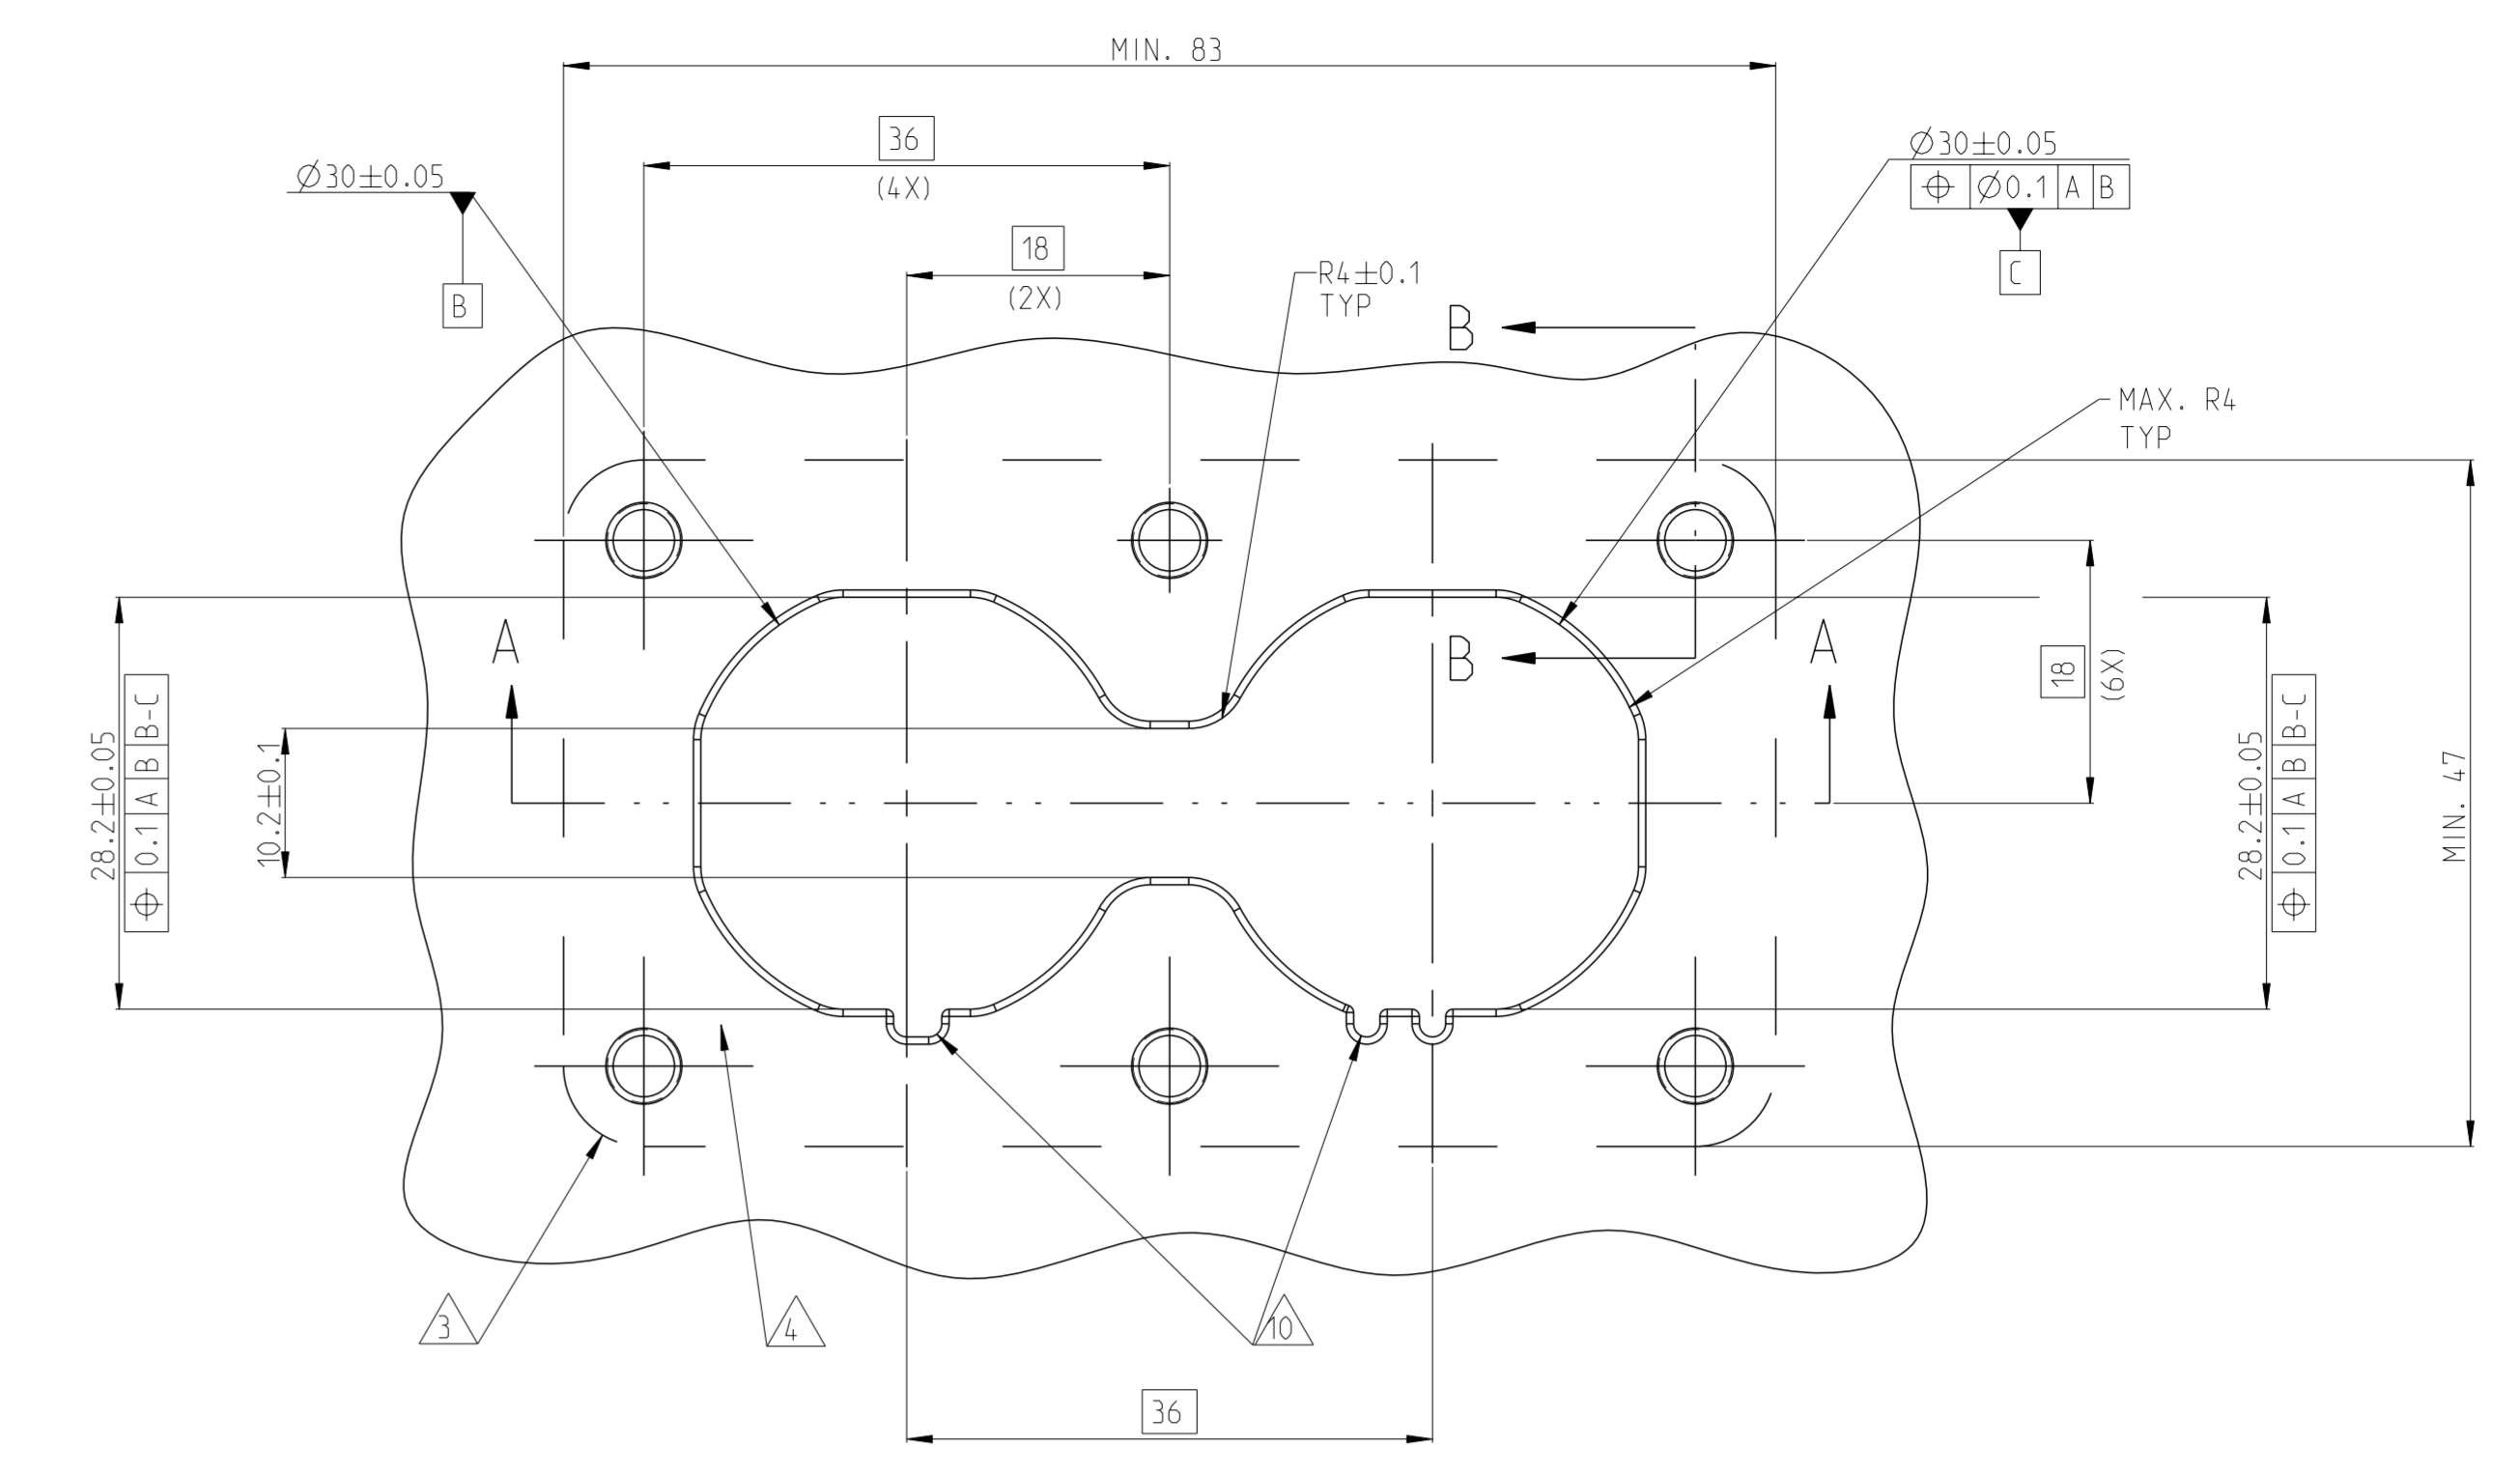 MIN. 83
36
(4X)
⌀30±0.05
B
⌀30±0.05
⌖ ⌀0.1 A B
C
18
(2X)
R4±0.1
TYP
B
MAX. R4
TYP
A
B
A
18
(6X)
28.2±0.05
⌖ 0.1 A B B-C
10.2±0.1
28.2±0.05
⌖ 0.1 A B B-C
MIN. 47
3
4
10
36